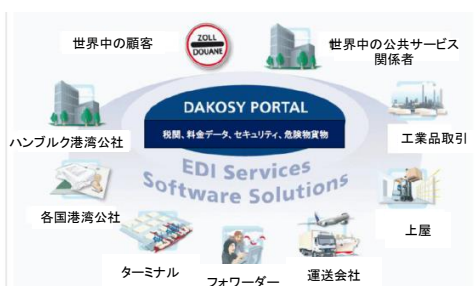 世界中の顧客
ZOLL
DOUANE
世界中の公共サービス
関係者
DAKOSY PORTAL
税関、料金データ、セキュリティ、危険物貨物
ハンブルク港湾公社
工業品取引
EDI Services
Software Solutions
各国港湾公社
上屋
ターミナル
フォワーダー
運送会社